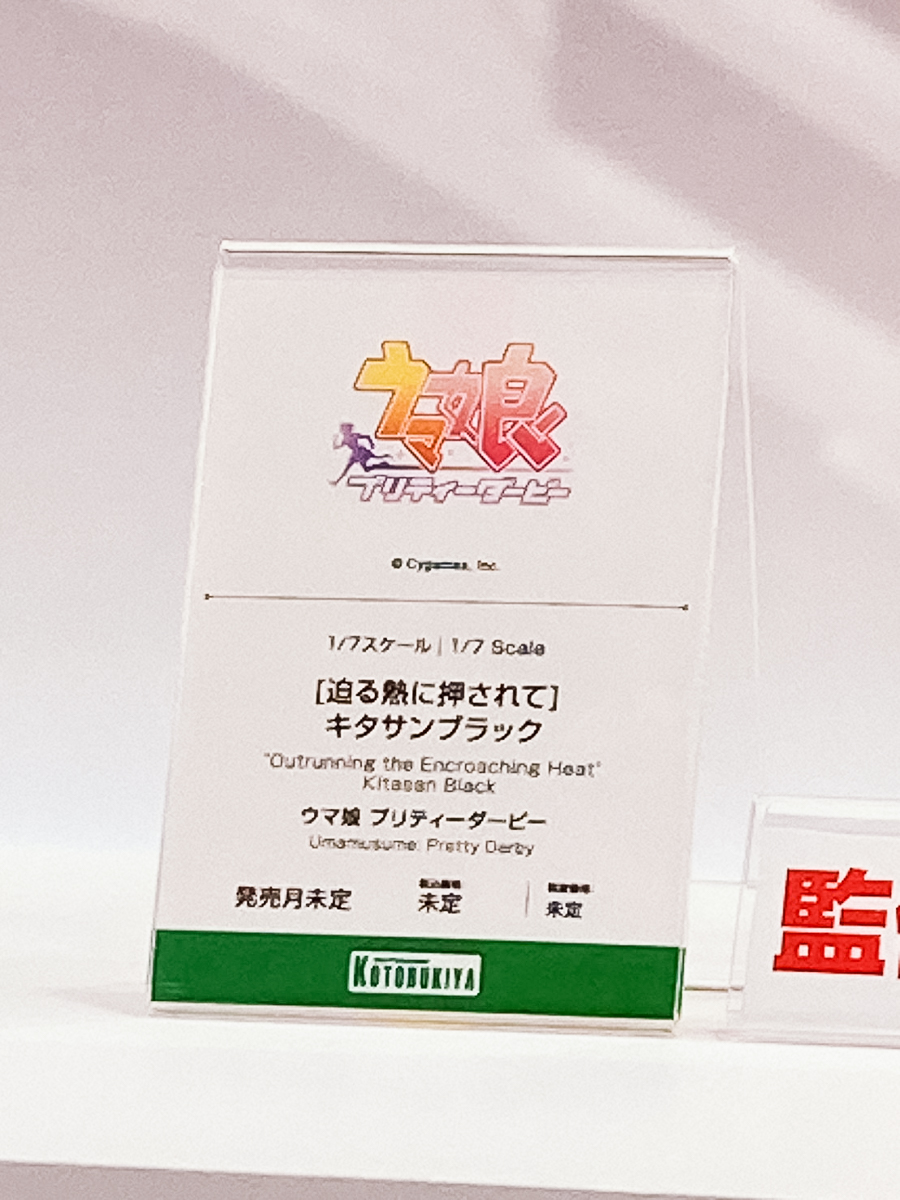 ウマ娘
プリティーダービー
© Cygames, Inc.
1/7スケール | 1/7 Scale
[迫る熱に押されて]
キタサンブラック
"Outrunning the Encroaching Heat"
Kitasan Black
ウマ娘 プリティーダービー
Umamusume: Pretty Derby
発売月未定
未定
未定
KOTOBUKIYA
監